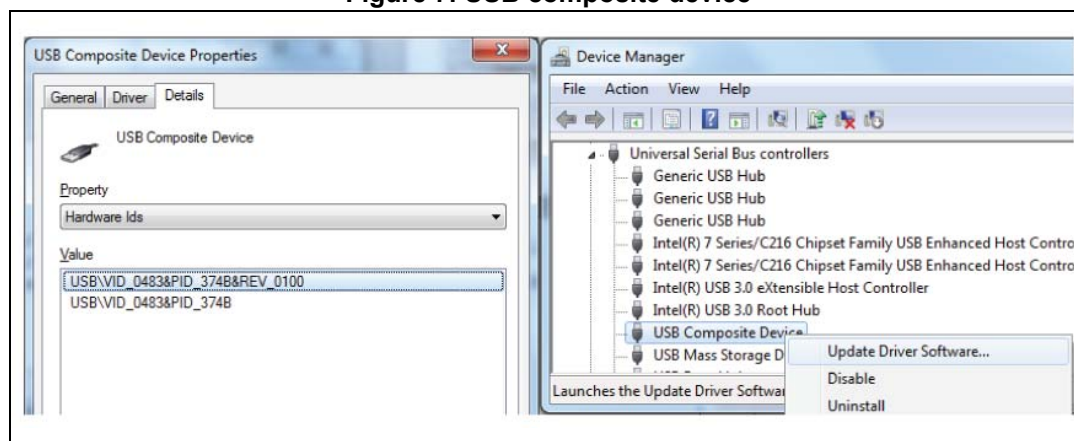 USB Composite Device Properties
General Driver Details
USB Composite Device
Property
Hardware Ids
Value
USB\VID_0483&PID_374B&REV_0100
USB\VID_0483&PID_374B
Device Manager
File Action View Help
Universal Serial Bus controllers
Generic USB Hub
Generic USB Hub
Generic USB Hub
Intel(R) 7 Series/C216 Chipset Family USB Enhanced Host Contro
Intel(R) 7 Series/C216 Chipset Family USB Enhanced Host Contro
Intel(R) USB 3.0 eXtensible Host Controller
Intel(R) USB 3.0 Root Hub
USB Composite Device
USB Mass Storage D
Launches the Update Driver Softwar
Update Driver Software...
Disable
Uninstall